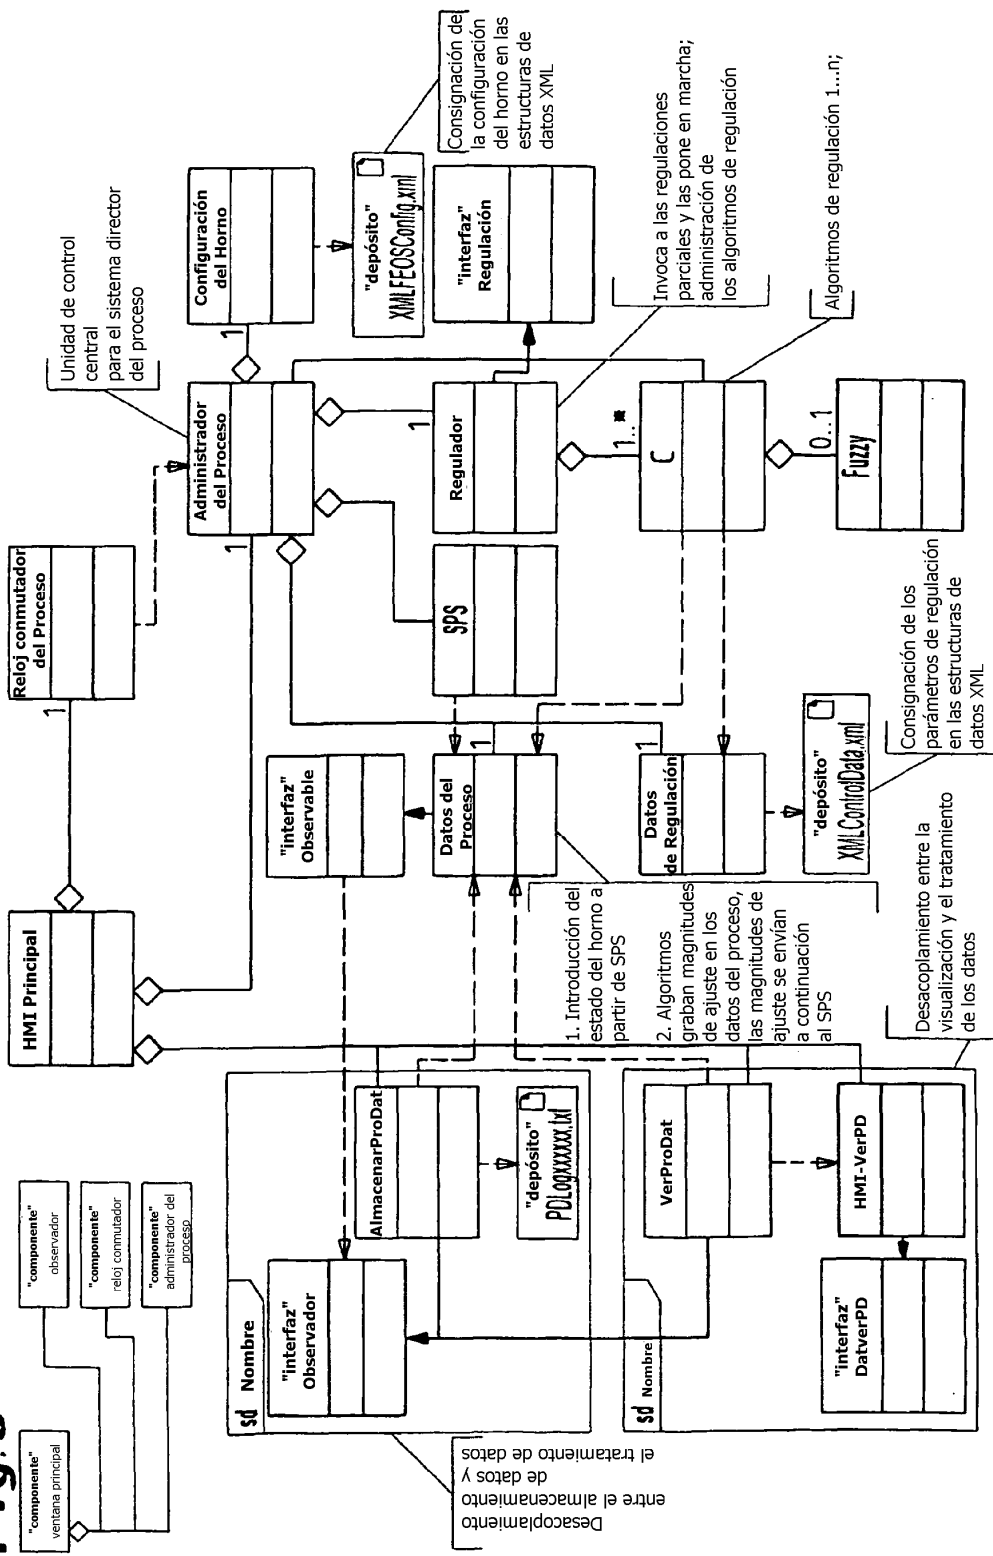 "componente"
ventana principal
"componente"
observador
"componente"
reloj conmutador
"componente"
administrador del
proceso
HMI Principal
1
Reloj conmutador
del Proceso
Unidad de control
central
para el sistema director
del proceso
1
Administrador
del Proceso
1
Configuración
del Horno
"depósito"
XMLFEOSConfig.xml
Consignación de
la configuración
del horno en las
estructuras de
datos XML
sd Nombre
"interfaz"
Observador
AlmacenarProDat
"depósito"
PDLogxxxxxx.txt
Desacoplamiento
entre el almacenamiento
de datos y
el tratamiento de datos
"interfaz"
Observable
Datos del
Proceso
1
SPS
1
Regulador
"interfaz"
Regulación
1. Introducción del
estado del horno a
partir de SPS
2. Algoritmos
graban magnitudes
de ajuste en los
datos del proceso,
las magnitudes de
ajuste se envían
a continuación
al SPS
1
Datos
de Regulación
1..*
C
Invoca a las regulaciones
parciales y las pone en marcha;
administración de
los algoritmos de regulación
sd Nombre
VerProDat
HMI-VerPD
"interfaz"
DatverPD
"depósito"
XMLControlData.xml
0..1
Fuzzy
Algoritmos de regulación 1...n;
Consignación de los
parámetros de regulación
en las estructuras de
datos XML
Desacoplamiento entre la
visualización y el tratamiento
de los datos